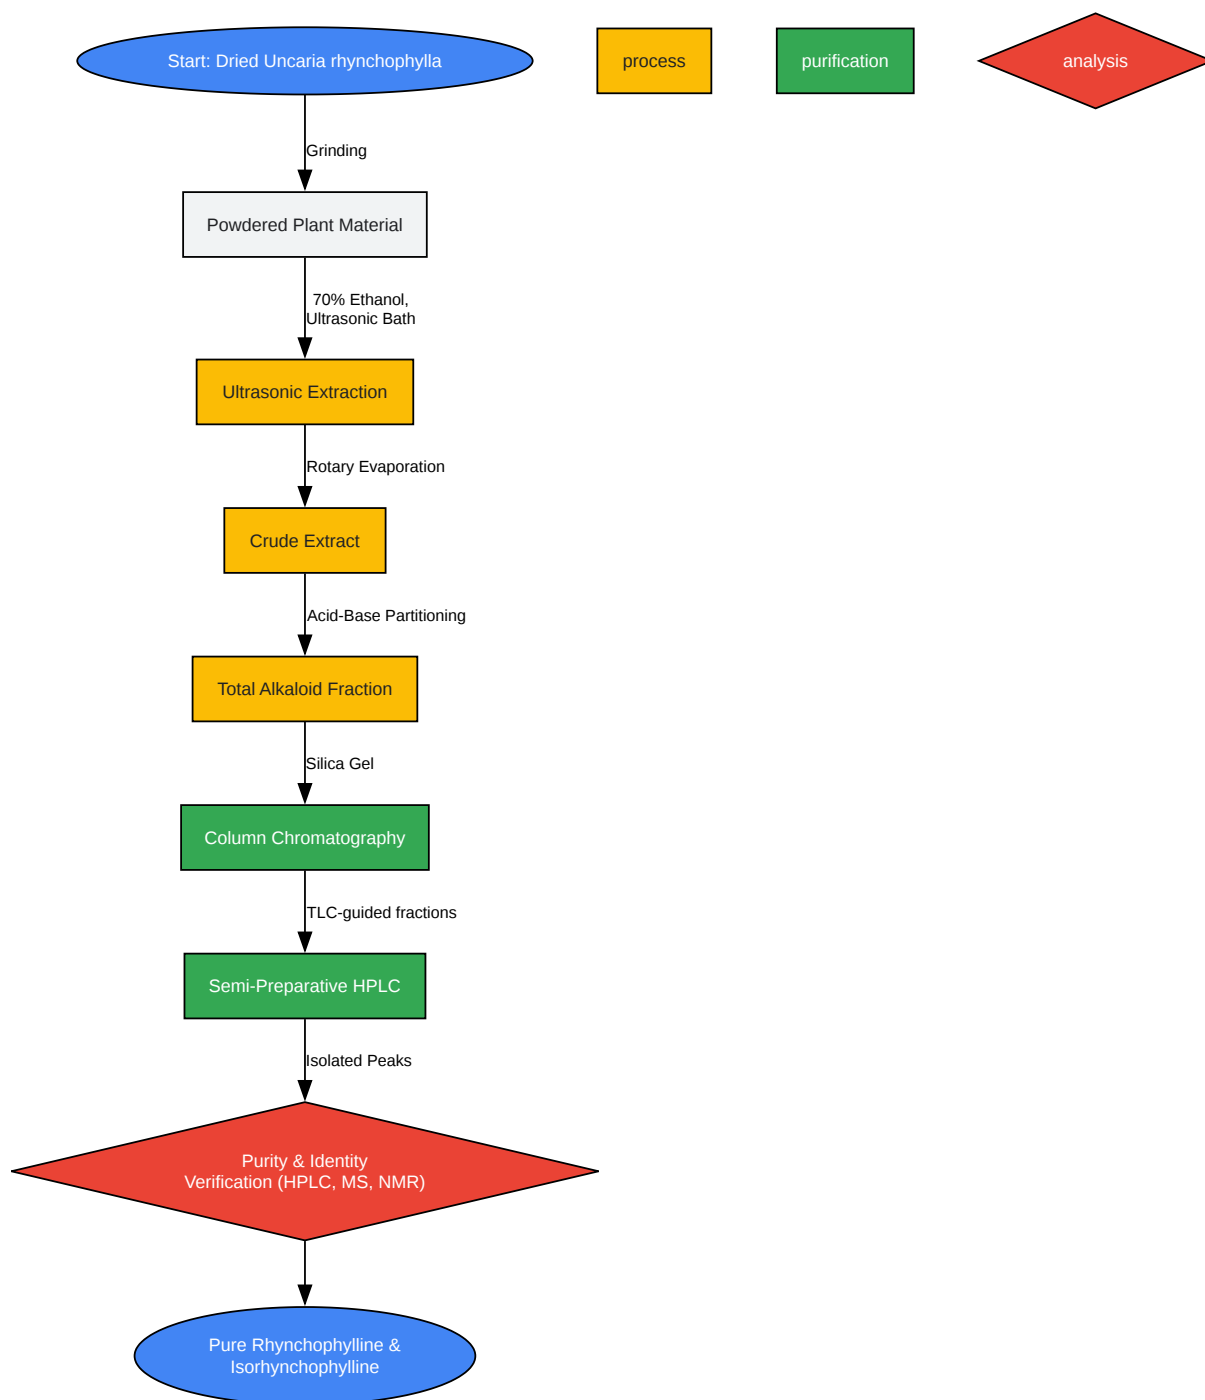 Start: Dried Uncaria rhynchophylla
process
purification
analysis
Grinding
Powdered Plant Material
70% Ethanol,
Ultrasonic Bath
Ultrasonic Extraction
Rotary Evaporation
Crude Extract
Acid-Base Partitioning
Total Alkaloid Fraction
Silica Gel
Column Chromatography
TLC-guided fractions
Semi-Preparative HPLC
Isolated Peaks
Purity & Identity
Verification (HPLC, MS, NMR)
Pure Rhynchophylline &
Isorhynchophylline